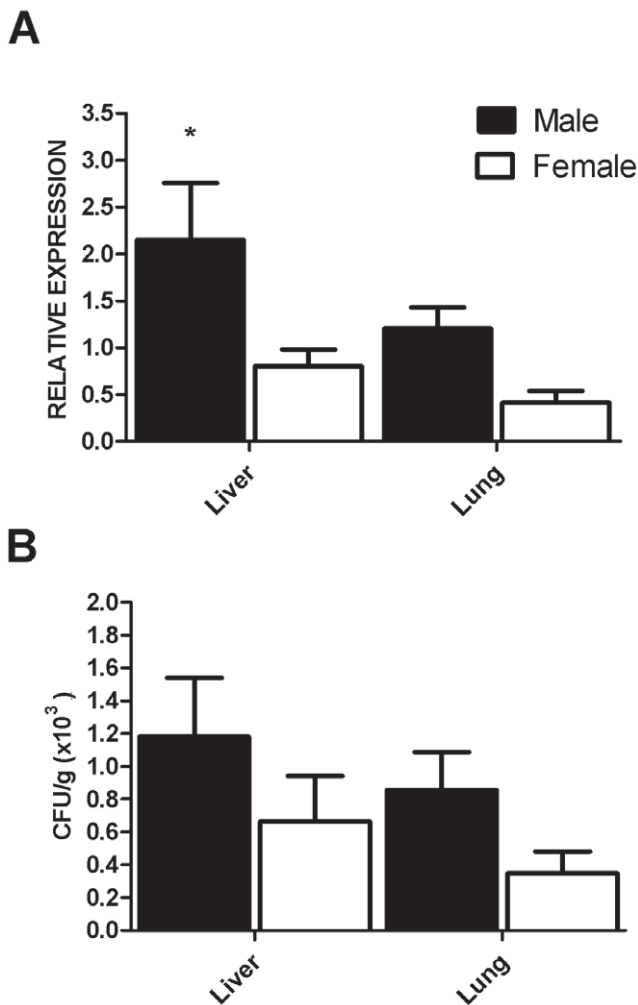 A
RELATIVE EXPRESSION
3.5
3.0
2.5
2.0
1.5
1.0
0.5
0.0
*
Male
Female
Liver
Lung
B
CFU/g (x10³ )
2.0
1.8
1.6
1.4
1.2
1.0
0.8
0.6
0.4
0.2
0.0
Liver
Lung